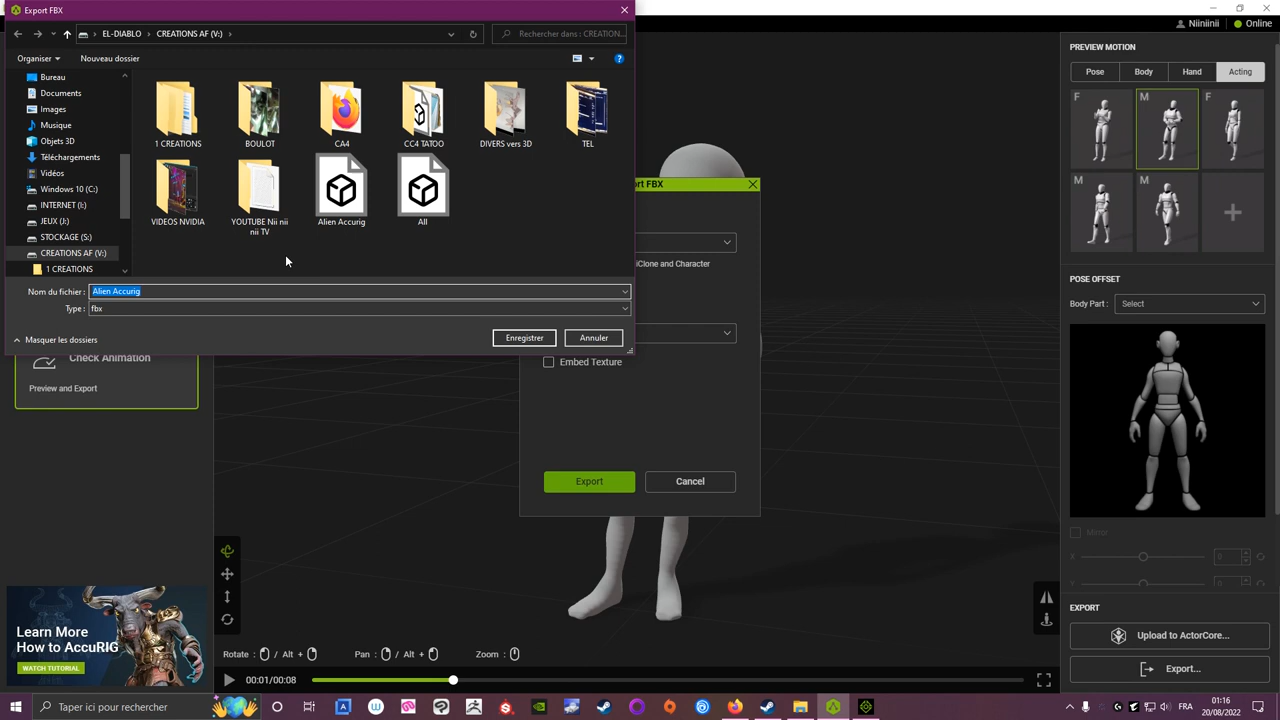 Export FBX
EL-DIABLO > CREATIONS AF (V:) >
Rechercher dans : CREATION...
Organiser
Nouveau dossier
Bureau
Documents
Images
Musique
Objets 3D
Téléchargements
Vidéos
Windows 10 (C:)
INTERNET (I:)
JEUX (J:)
STOCKAGE (S:)
CREATIONS AF (V:)
1 CREATIONS
1 CREATIONS
BOULOT
CA4
CC4 TATOO
DIVERS vers 3D
TEL
VIDEOS NVIDIA
YOUTUBE Nii nii
nii TV
Alien Accurig
All
Nom du fichier :
Alien Accurig
Type :
fbx
Masquer les dossiers
Enregistrer
Annuler
Check Animation
Preview and Export
ort FBX
iClone and Character
Embed Texture
Export
Cancel
Niiniinii
Online
PREVIEW MOTION
Pose
Body
Hand
Acting
F
M
F
M
M
POSE OFFSET
Body Part :
Select
Mirror
X
0
Y
0
EXPORT
Upload to ActorCore...
Export...
Learn More
How to AccuRIG
WATCH TUTORIAL
Rotate : / Alt +
Pan : / Alt +
Zoom :
00:01/00:08
Taper ici pour rechercher
FRA
01:16
20/08/2022